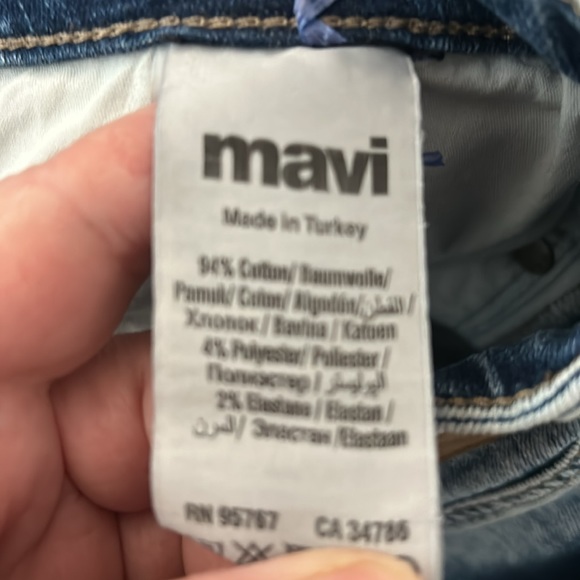 mavi
Made in Turkey
94% Cotton/ Baumwolle/
Pamuk/ Coton/ Algodón/القطن/
Хлопок / Bavlna / Katoen
4% Polyester/ Poliester /
Полиэстер / البوليستر
2% Elastane / Elastan /
/ Эластан /Elastaan
RN 95767 CA 34786